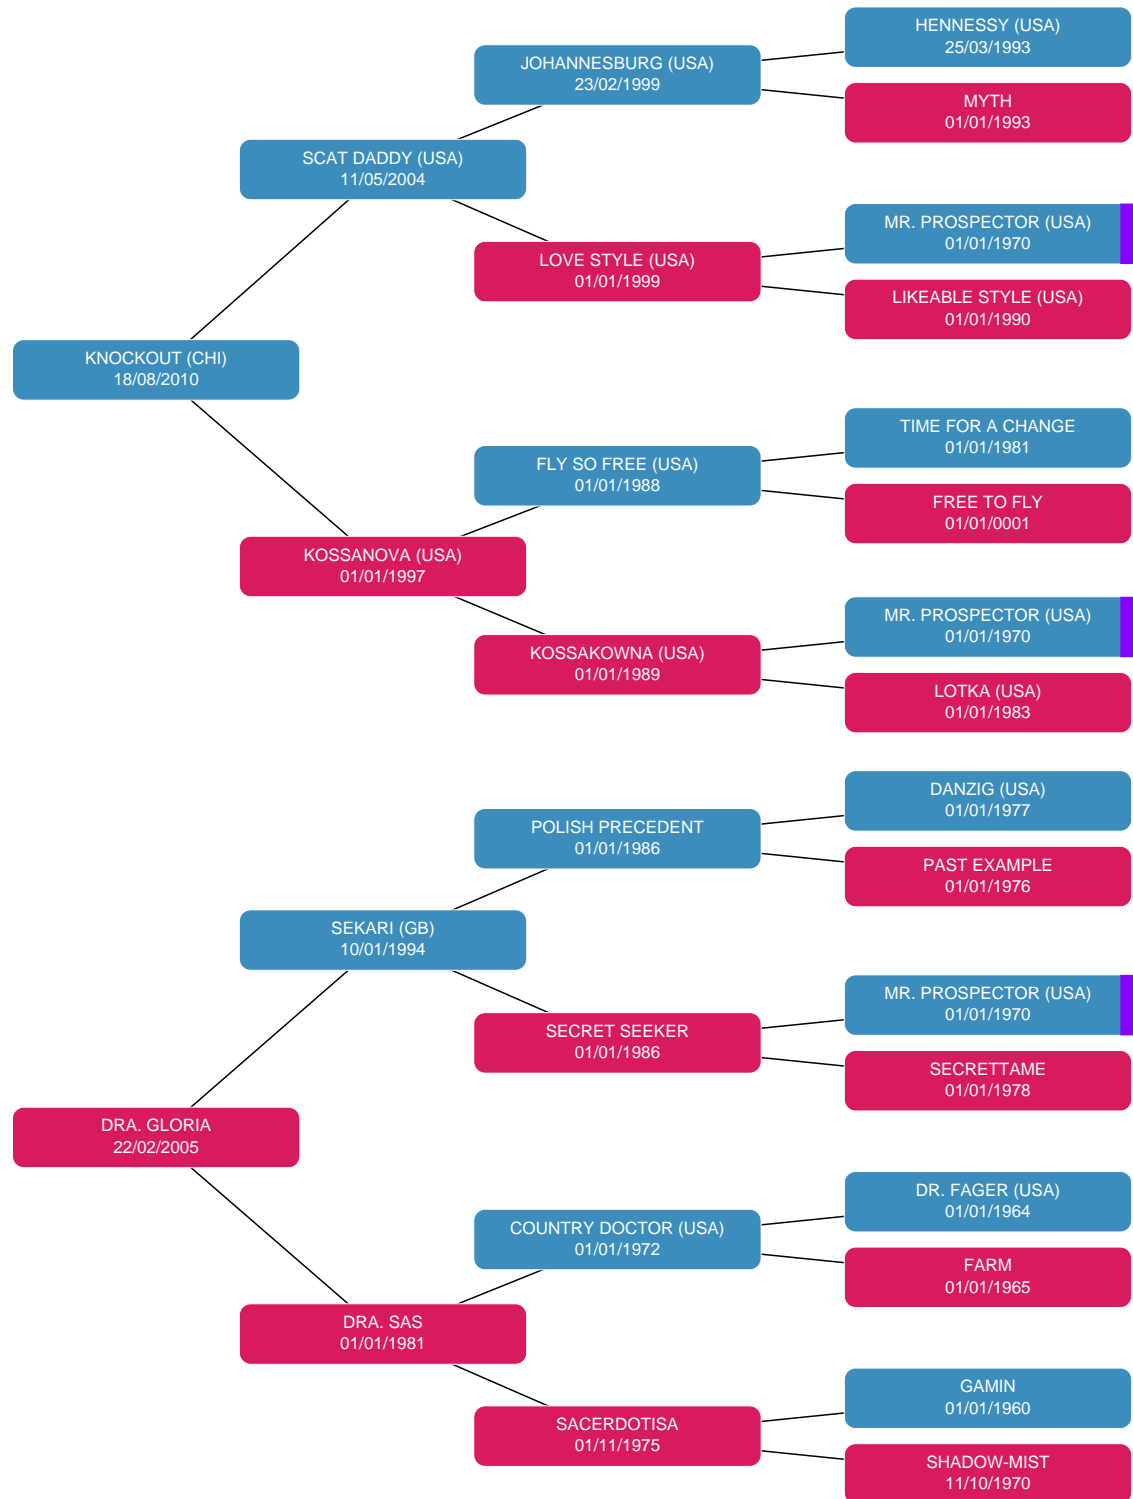 HENNESSY (USA)
25/03/1993
JOHANNESBURG (USA)
23/02/1999
MYTH
01/01/1993
SCAT DADDY (USA)
11/05/2004
MR. PROSPECTOR (USA)
01/01/1970
LOVE STYLE (USA)
01/01/1999
LIKEABLE STYLE (USA)
01/01/1990
KNOCKOUT (CHI)
18/08/2010
TIME FOR A CHANGE
01/01/1981
FLY SO FREE (USA)
01/01/1988
FREE TO FLY
01/01/0001
KOSSANOVA (USA)
01/01/1997
MR. PROSPECTOR (USA)
01/01/1970
KOSSAKOWNA (USA)
01/01/1989
LOTKA (USA)
01/01/1983
DANZIG (USA)
01/01/1977
POLISH PRECEDENT
01/01/1986
PAST EXAMPLE
01/01/1976
SEKARI (GB)
10/01/1994
MR. PROSPECTOR (USA)
01/01/1970
SECRET SEEKER
01/01/1986
SECRETTAME
01/01/1978
DRA. GLORIA
22/02/2005
DR. FAGER (USA)
01/01/1964
COUNTRY DOCTOR (USA)
01/01/1972
FARM
01/01/1965
DRA. SAS
01/01/1981
GAMIN
01/01/1960
SACERDOTISA
01/11/1975
SHADOW-MIST
11/10/1970